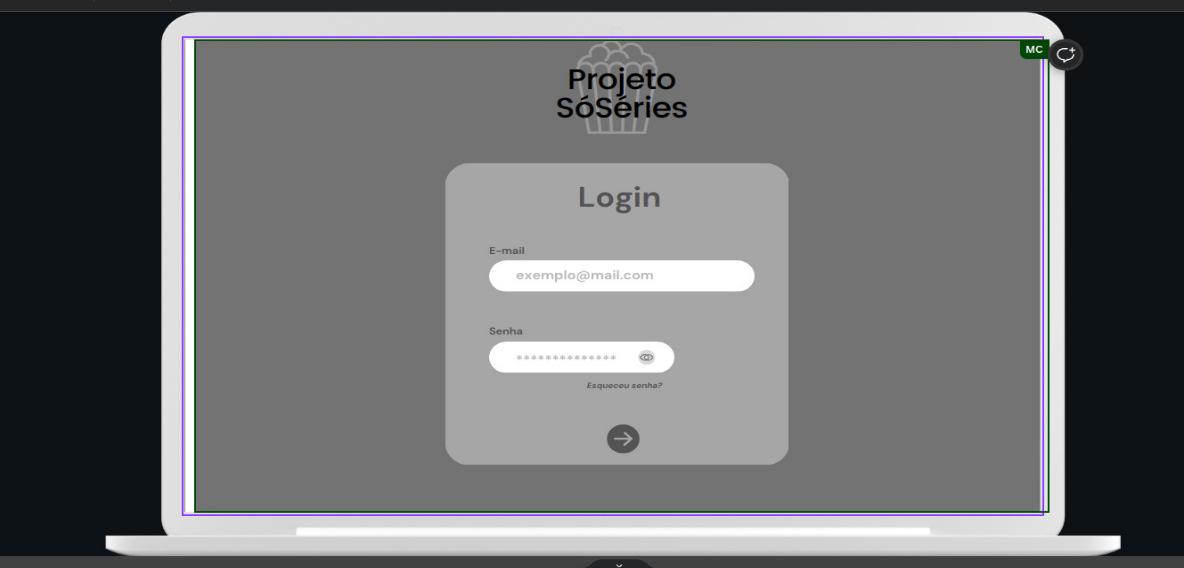 MC
Projeto
SóSéries
Login
E-mail
exemplo@mail.com
Senha
**************
Esqueceu senha?